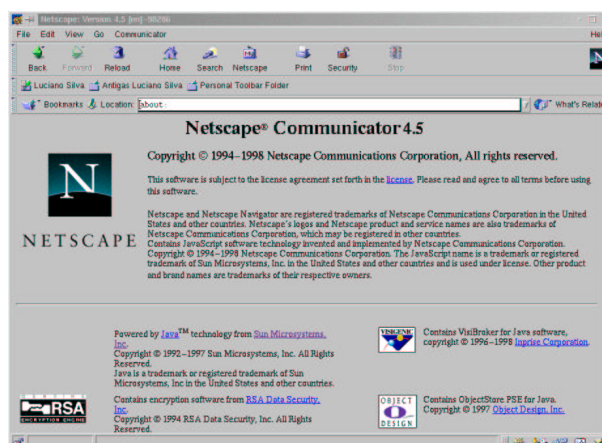 Netscape: Version 4.5 [en]-98286
File Edit View Go Communicator Hel
Back Forward Reload Home Search Netscape Print Security Stop
Luciano Silva Antigas Luciano Silva Personal Toolbar Folder
Bookmarks Location: about: What's Relate
Netscape® Communicator 4.5
Copyright © 1994–1998 Netscape Communications Corporation, All rights reserved.
This software is subject to the license agreement set forth in the license. Please read and agree to all terms before using
this software.
N
NETSCAPE
Netscape and Netscape Navigator are registered trademarks of Netscape Communications Corporation in the United
States and other countries. Netscape's logos and Netscape product and service names are also trademarks of
Netscape Communications Corporation, which may be registered in other countries.
Contains JavaScript software technology invented and implemented by Netscape Communications Corporation.
Copyright © 1994–1998 Netscape Communications Corporation. The JavaScript name is a trademark or registered
trademark of Sun Microsystems, Inc. in the United States and other countries and is used under license. Other product
and brand names are trademarks of their respective owners.
Powered by Java™ technology from Sun Microsystems,
Inc.
Copyright © 1992–1997 Sun Microsystems, Inc. All Rights
Reserved.
Java is a trademark or registered trademark of Sun
Microsystems, Inc in the United States and other countries.
VISIGENIC
Contains VisiBroker for Java software,
copyright © 1996–1998 Inprise Corporation.
RSA
ENCRYPTION ENGINE
Contains encryption software from RSA Data Security,
Inc.
Copyright © 1994 RSA Data Security, Inc. All Rights
Reserved.
OBJECT
DESIGN
Contains ObjectStore PSE for Java.
Copyright © 1997 Object Design, Inc.